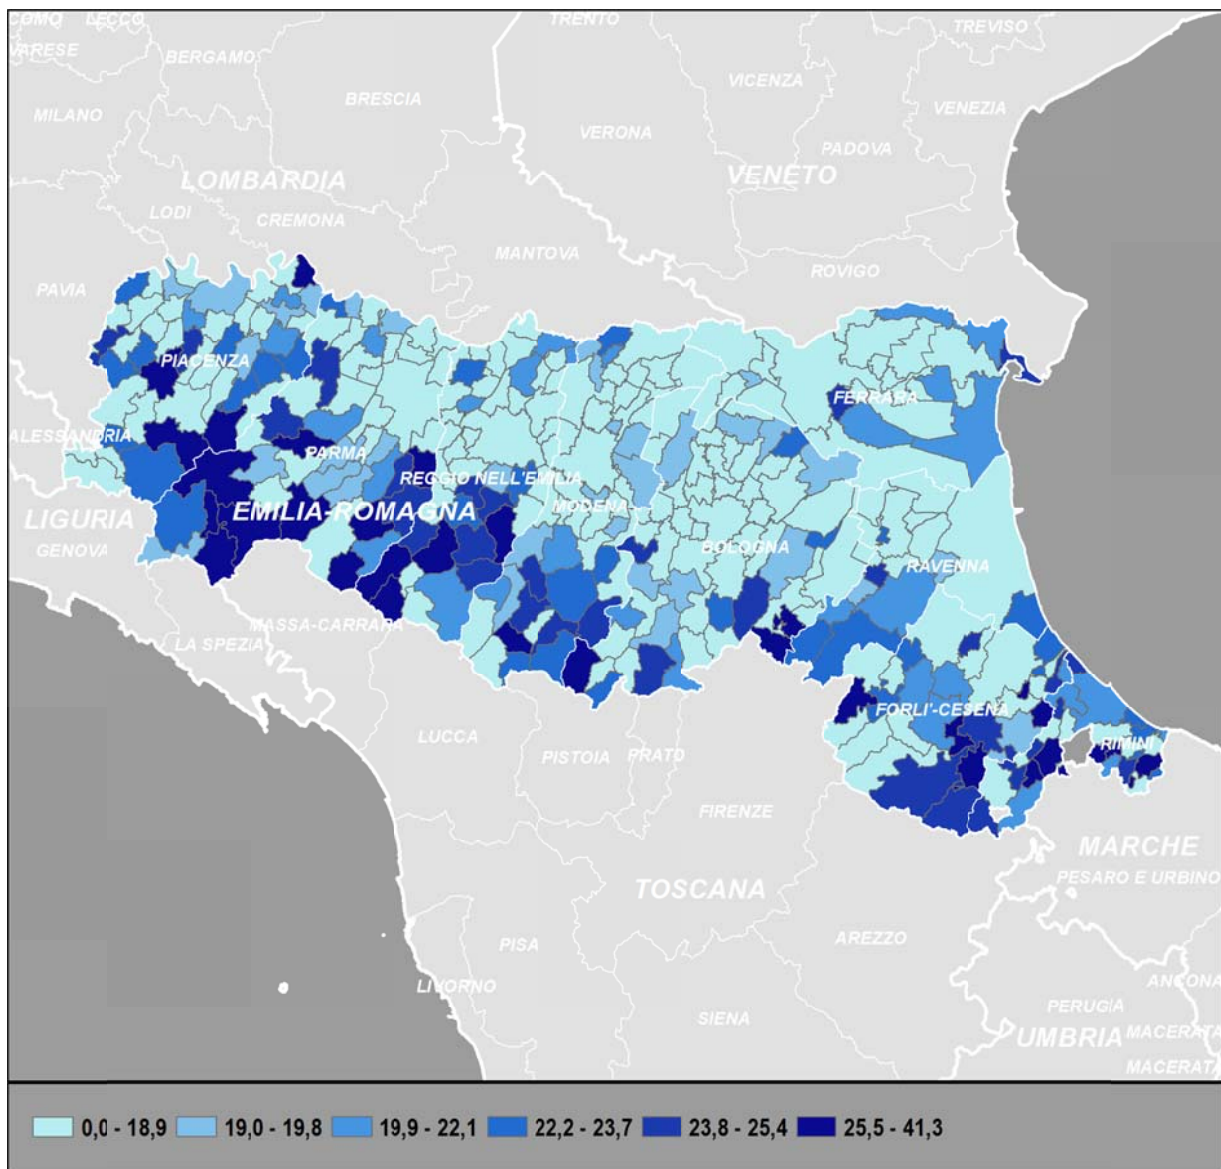 COMO LECCO TRENTO TREVISO
VARESE BERGAMO VICENZA
BRESCIA VENEZIA
MILANO VERONA PADOVA
LOMBARDIA VENETO
LODI CREMONA
MANTOVA ROVIGO
PAVIA
PIACENZA
FERRARA
ALESSANDRIA PARMA
REGGIO NELL'EMILIA
LIGURIA EMILIA-ROMAGNA MODENA
GENOVA BOLOGNA
RAVENNA
MASSA-CARRARA
LA SPEZIA
FORLI'-CESENA
LUCCA RIMINI
PISTOIA PRATO
FIRENZE
MARCHE
TOSCANA PESARO E URBINO
PISA AREZZO
LIVORNO ANCONA
SIENA PERUGIA
UMBRIA MACERATA
MACERATA
0,0 - 18,9 19,0 - 19,8 19,9 - 22,1 22,2 - 23,7 23,8 - 25,4 25,5 - 41,3